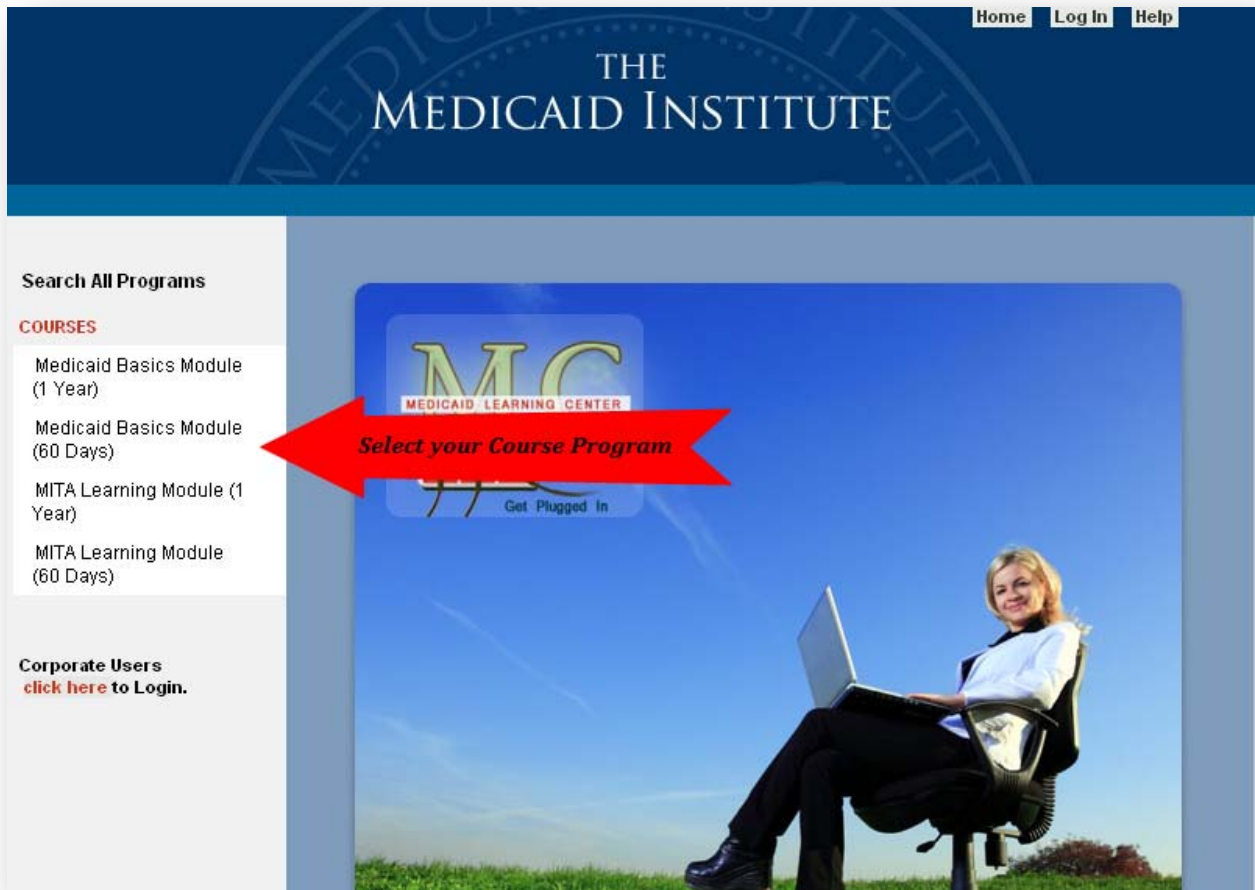 Home Log In Help
THE
MEDICAID INSTITUTE
Search All Programs
COURSES
Medicaid Basics Module
(1 Year)
Medicaid Basics Module
(60 Days)
MITA Learning Module (1
Year)
MITA Learning Module
(60 Days)
Corporate Users
click here to Login.
MEDICAID LEARNING CENTER
Select your Course Program
Get Plugged In